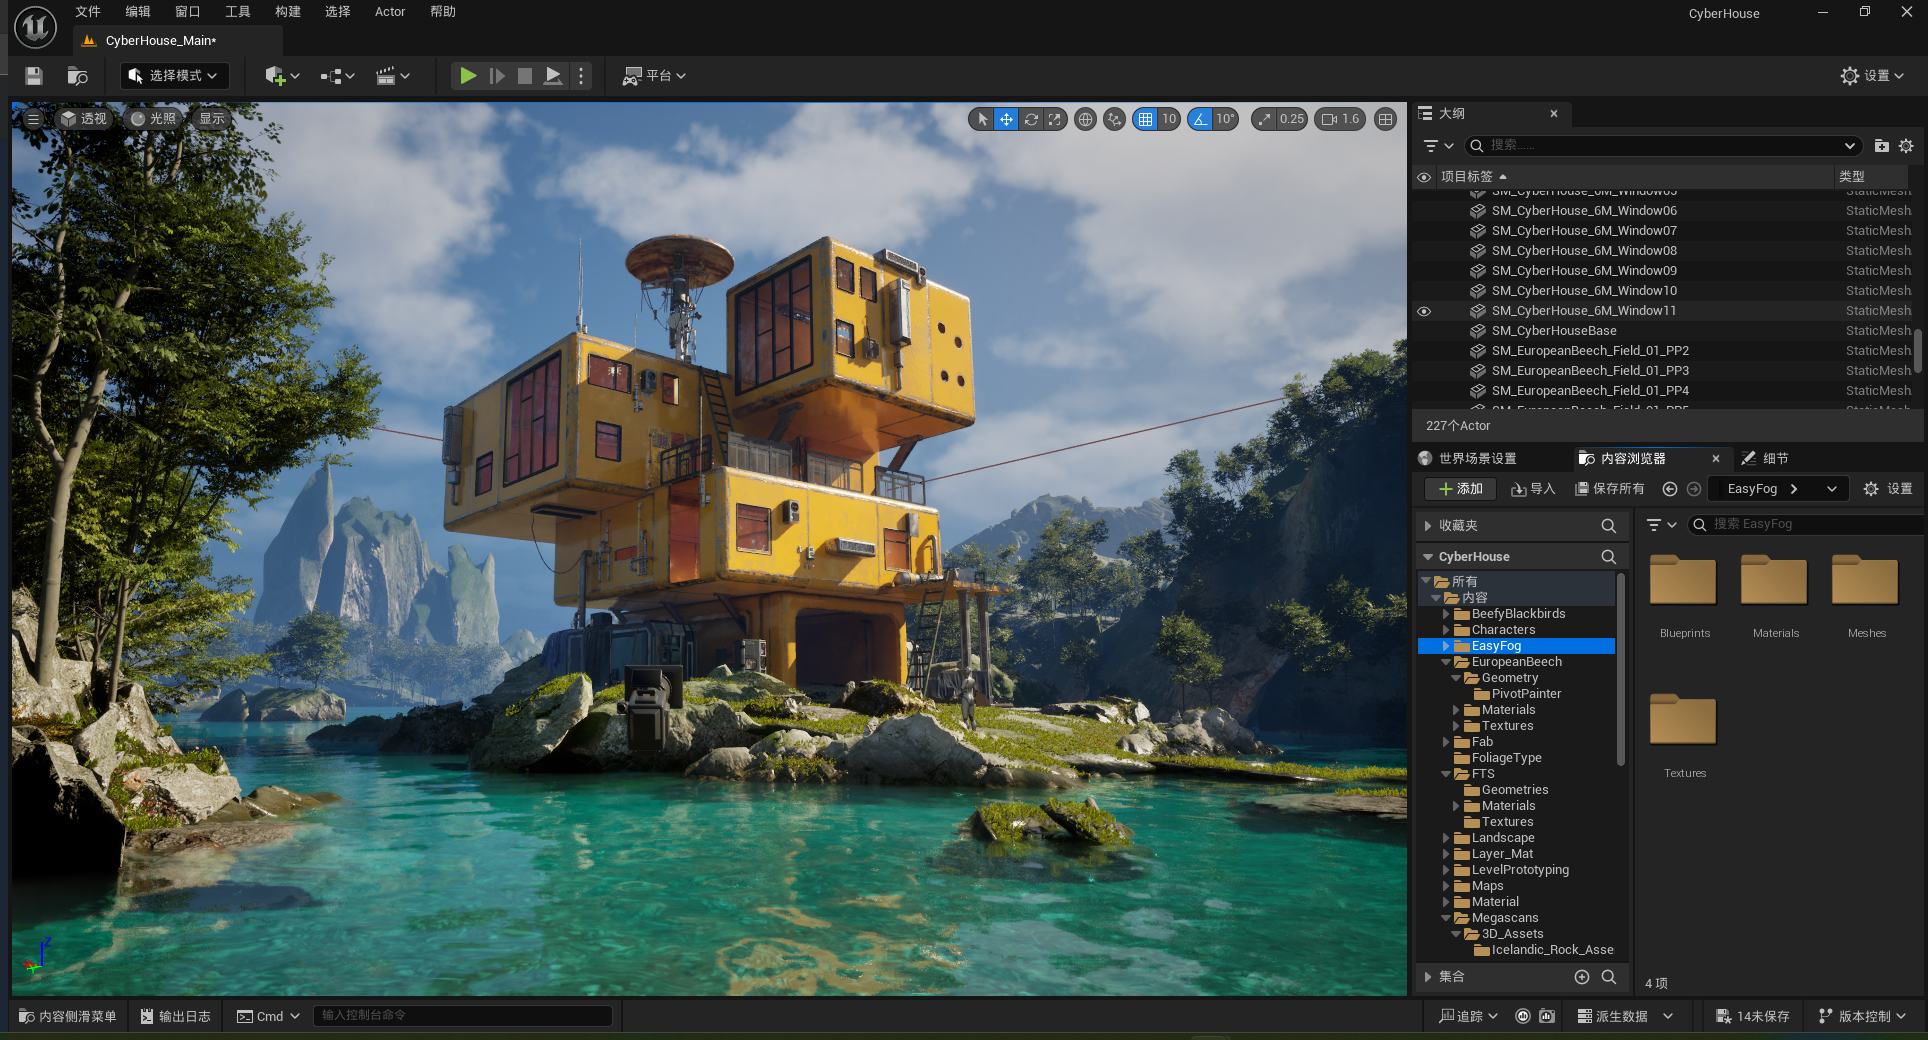 文件 编辑 窗口 工具 构建 选择 Actor 帮助
CyberHouse
CyberHouse_Main*
选择模式
平台
设置
透视 光照 显示
10 10° 0.25 1.6
大纲
搜索......
项目标签 类型
SM_CyberHouse_6M_Window05 StaticMesh
SM_CyberHouse_6M_Window06 StaticMesh
SM_CyberHouse_6M_Window07 StaticMesh
SM_CyberHouse_6M_Window08 StaticMesh
SM_CyberHouse_6M_Window09 StaticMesh
SM_CyberHouse_6M_Window10 StaticMesh
SM_CyberHouse_6M_Window11 StaticMesh
SM_CyberHouseBase StaticMesh
SM_EuropeanBeech_Field_01_PP2 StaticMesh
SM_EuropeanBeech_Field_01_PP3 StaticMesh
SM_EuropeanBeech_Field_01_PP4 StaticMesh
SM_EuropeanBeech_Field_01_PP5 StaticMesh
227个Actor
世界场景设置 内容浏览器 细节
添加 导入 保存所有 EasyFog 设置
收藏夹
搜索 EasyFog
CyberHouse
所有
内容
BeefyBlackbirds
Characters
EasyFog
EuropeanBeech
Geometry
PivotPainter
Materials
Textures
Fab
FoliageType
FTS
Geometries
Materials
Textures
Landscape
Layer_Mat
LevelPrototyping
Maps
Material
Megascans
3D_Assets
Icelandic_Rock_Asse
集合
Blueprints Materials Meshes
Textures
4 项
内容侧滑菜单 输出日志 Cmd 输入控制台命令
追踪 派生数据 14未保存 版本控制
Z